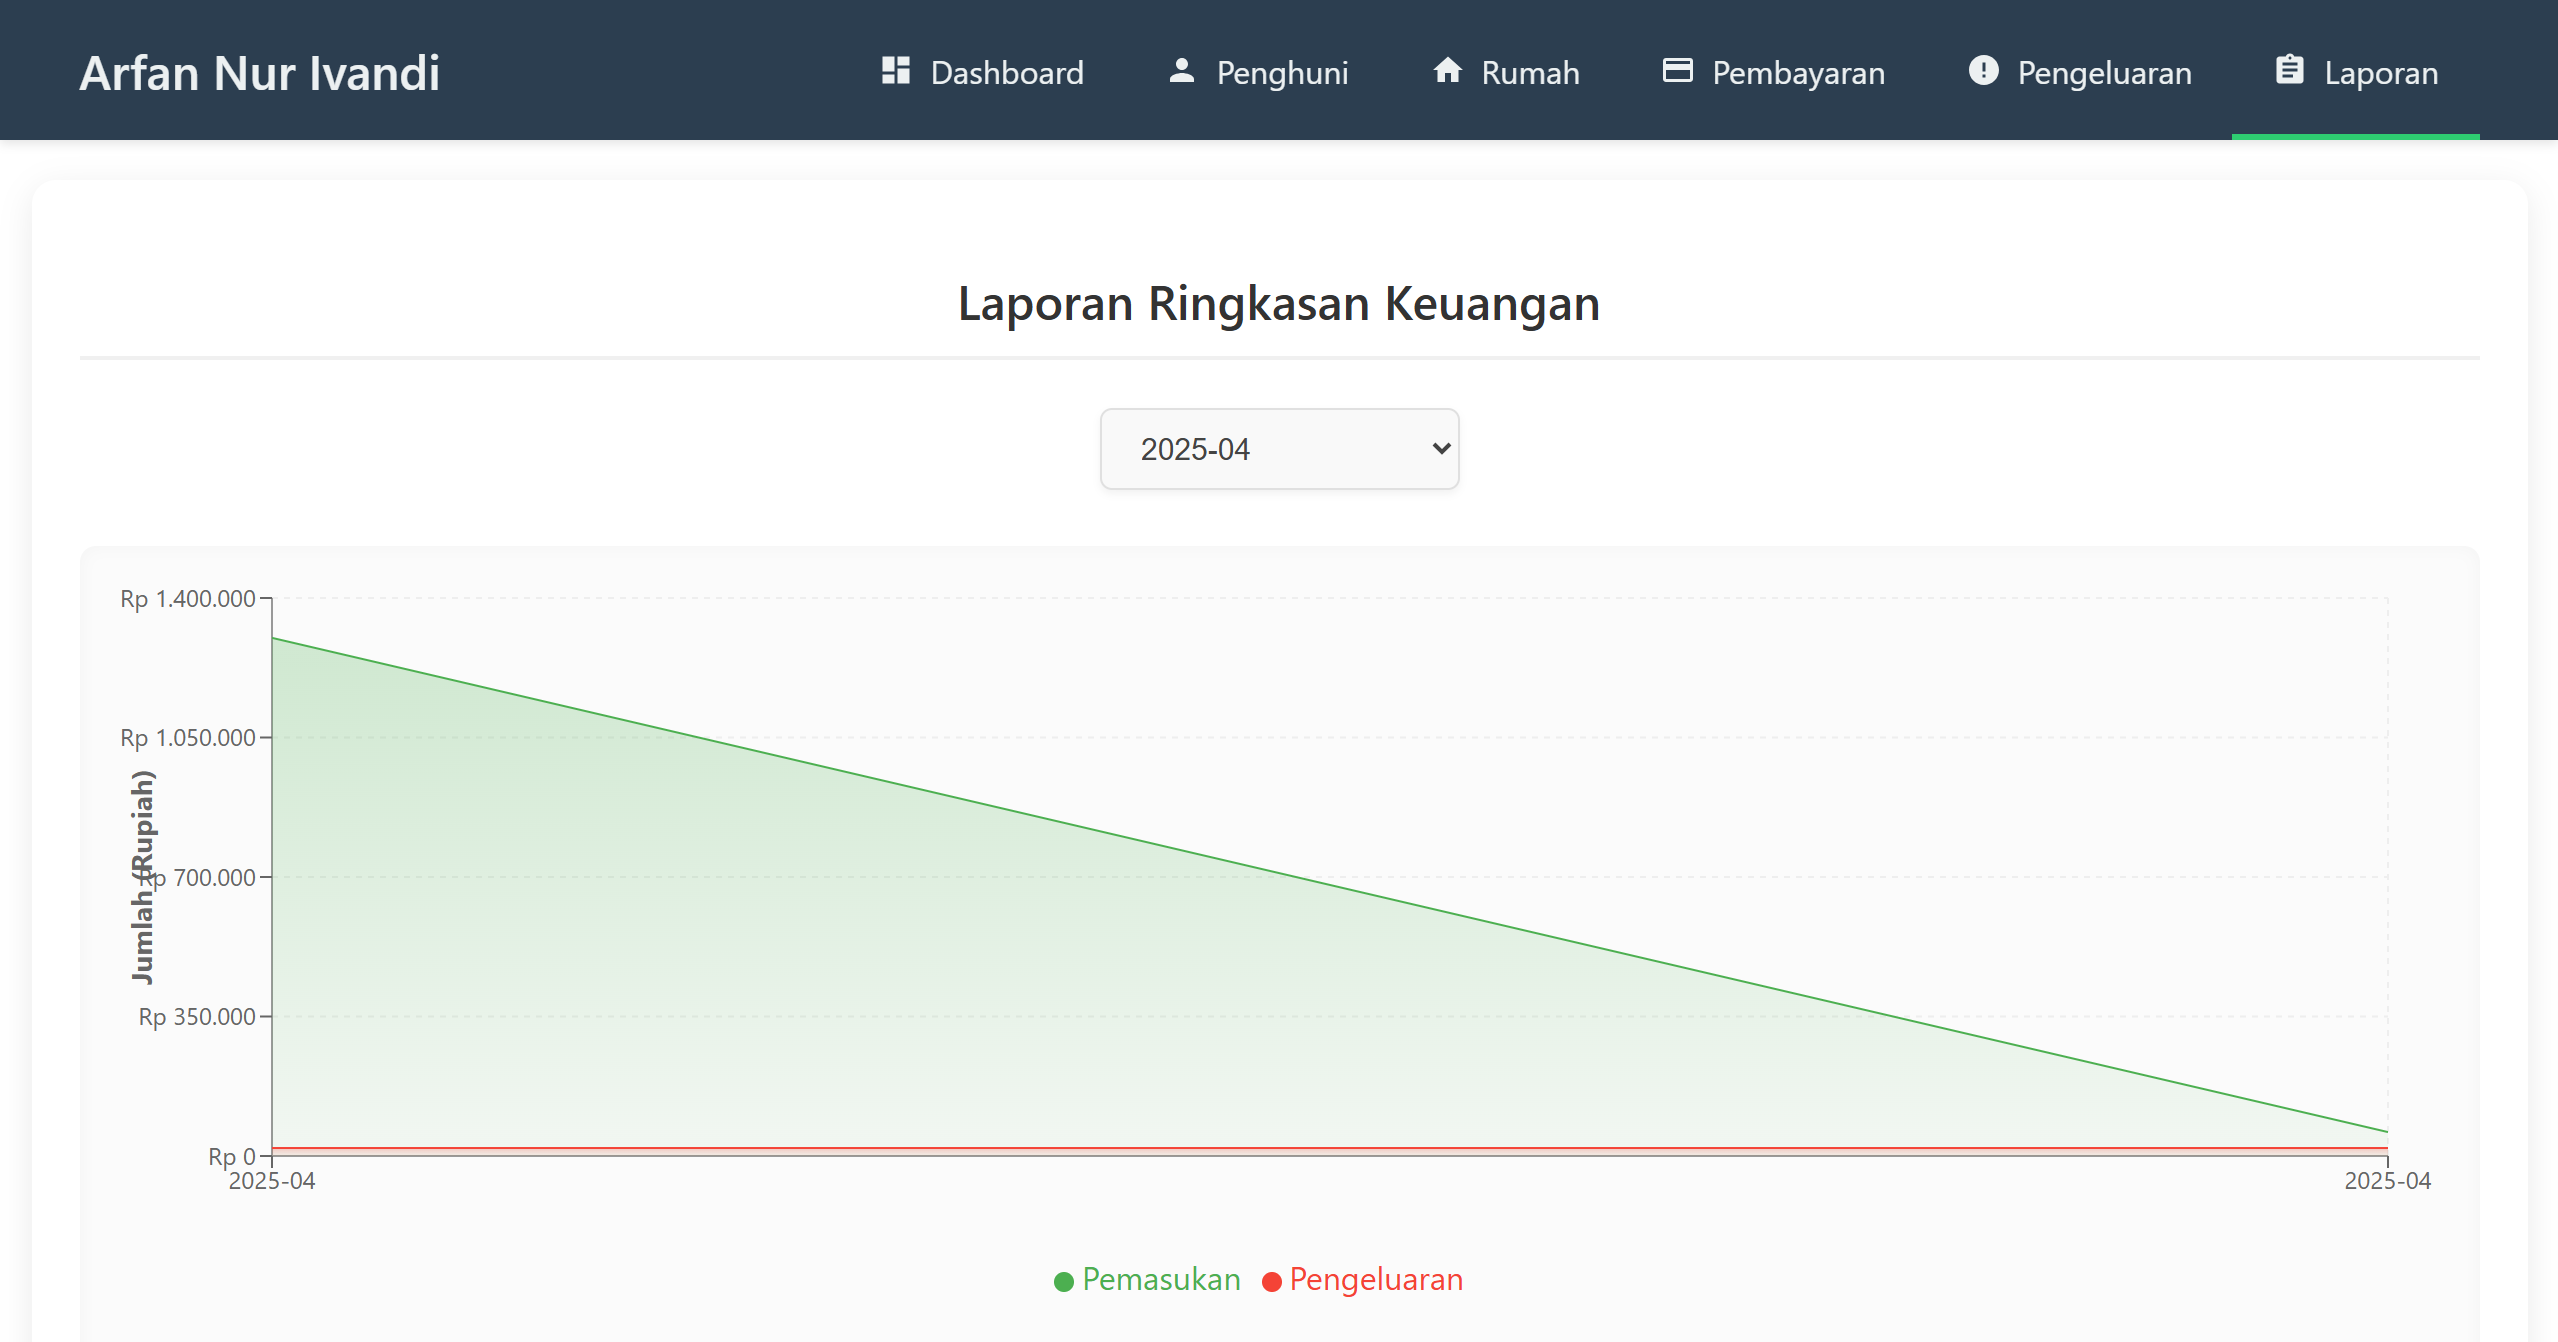 Arfan Nur Ivandi
Dashboard
Penghuni
Rumah
Pembayaran
Pengeluaran
Laporan
Laporan Ringkasan Keuangan
2025-04
Rp 1.400.000
Rp 1.050.000
Rp 700.000
Rp 350.000
Rp 0
Jumlah (Rupiah)
2025-04
2025-04
Pemasukan
Pengeluaran